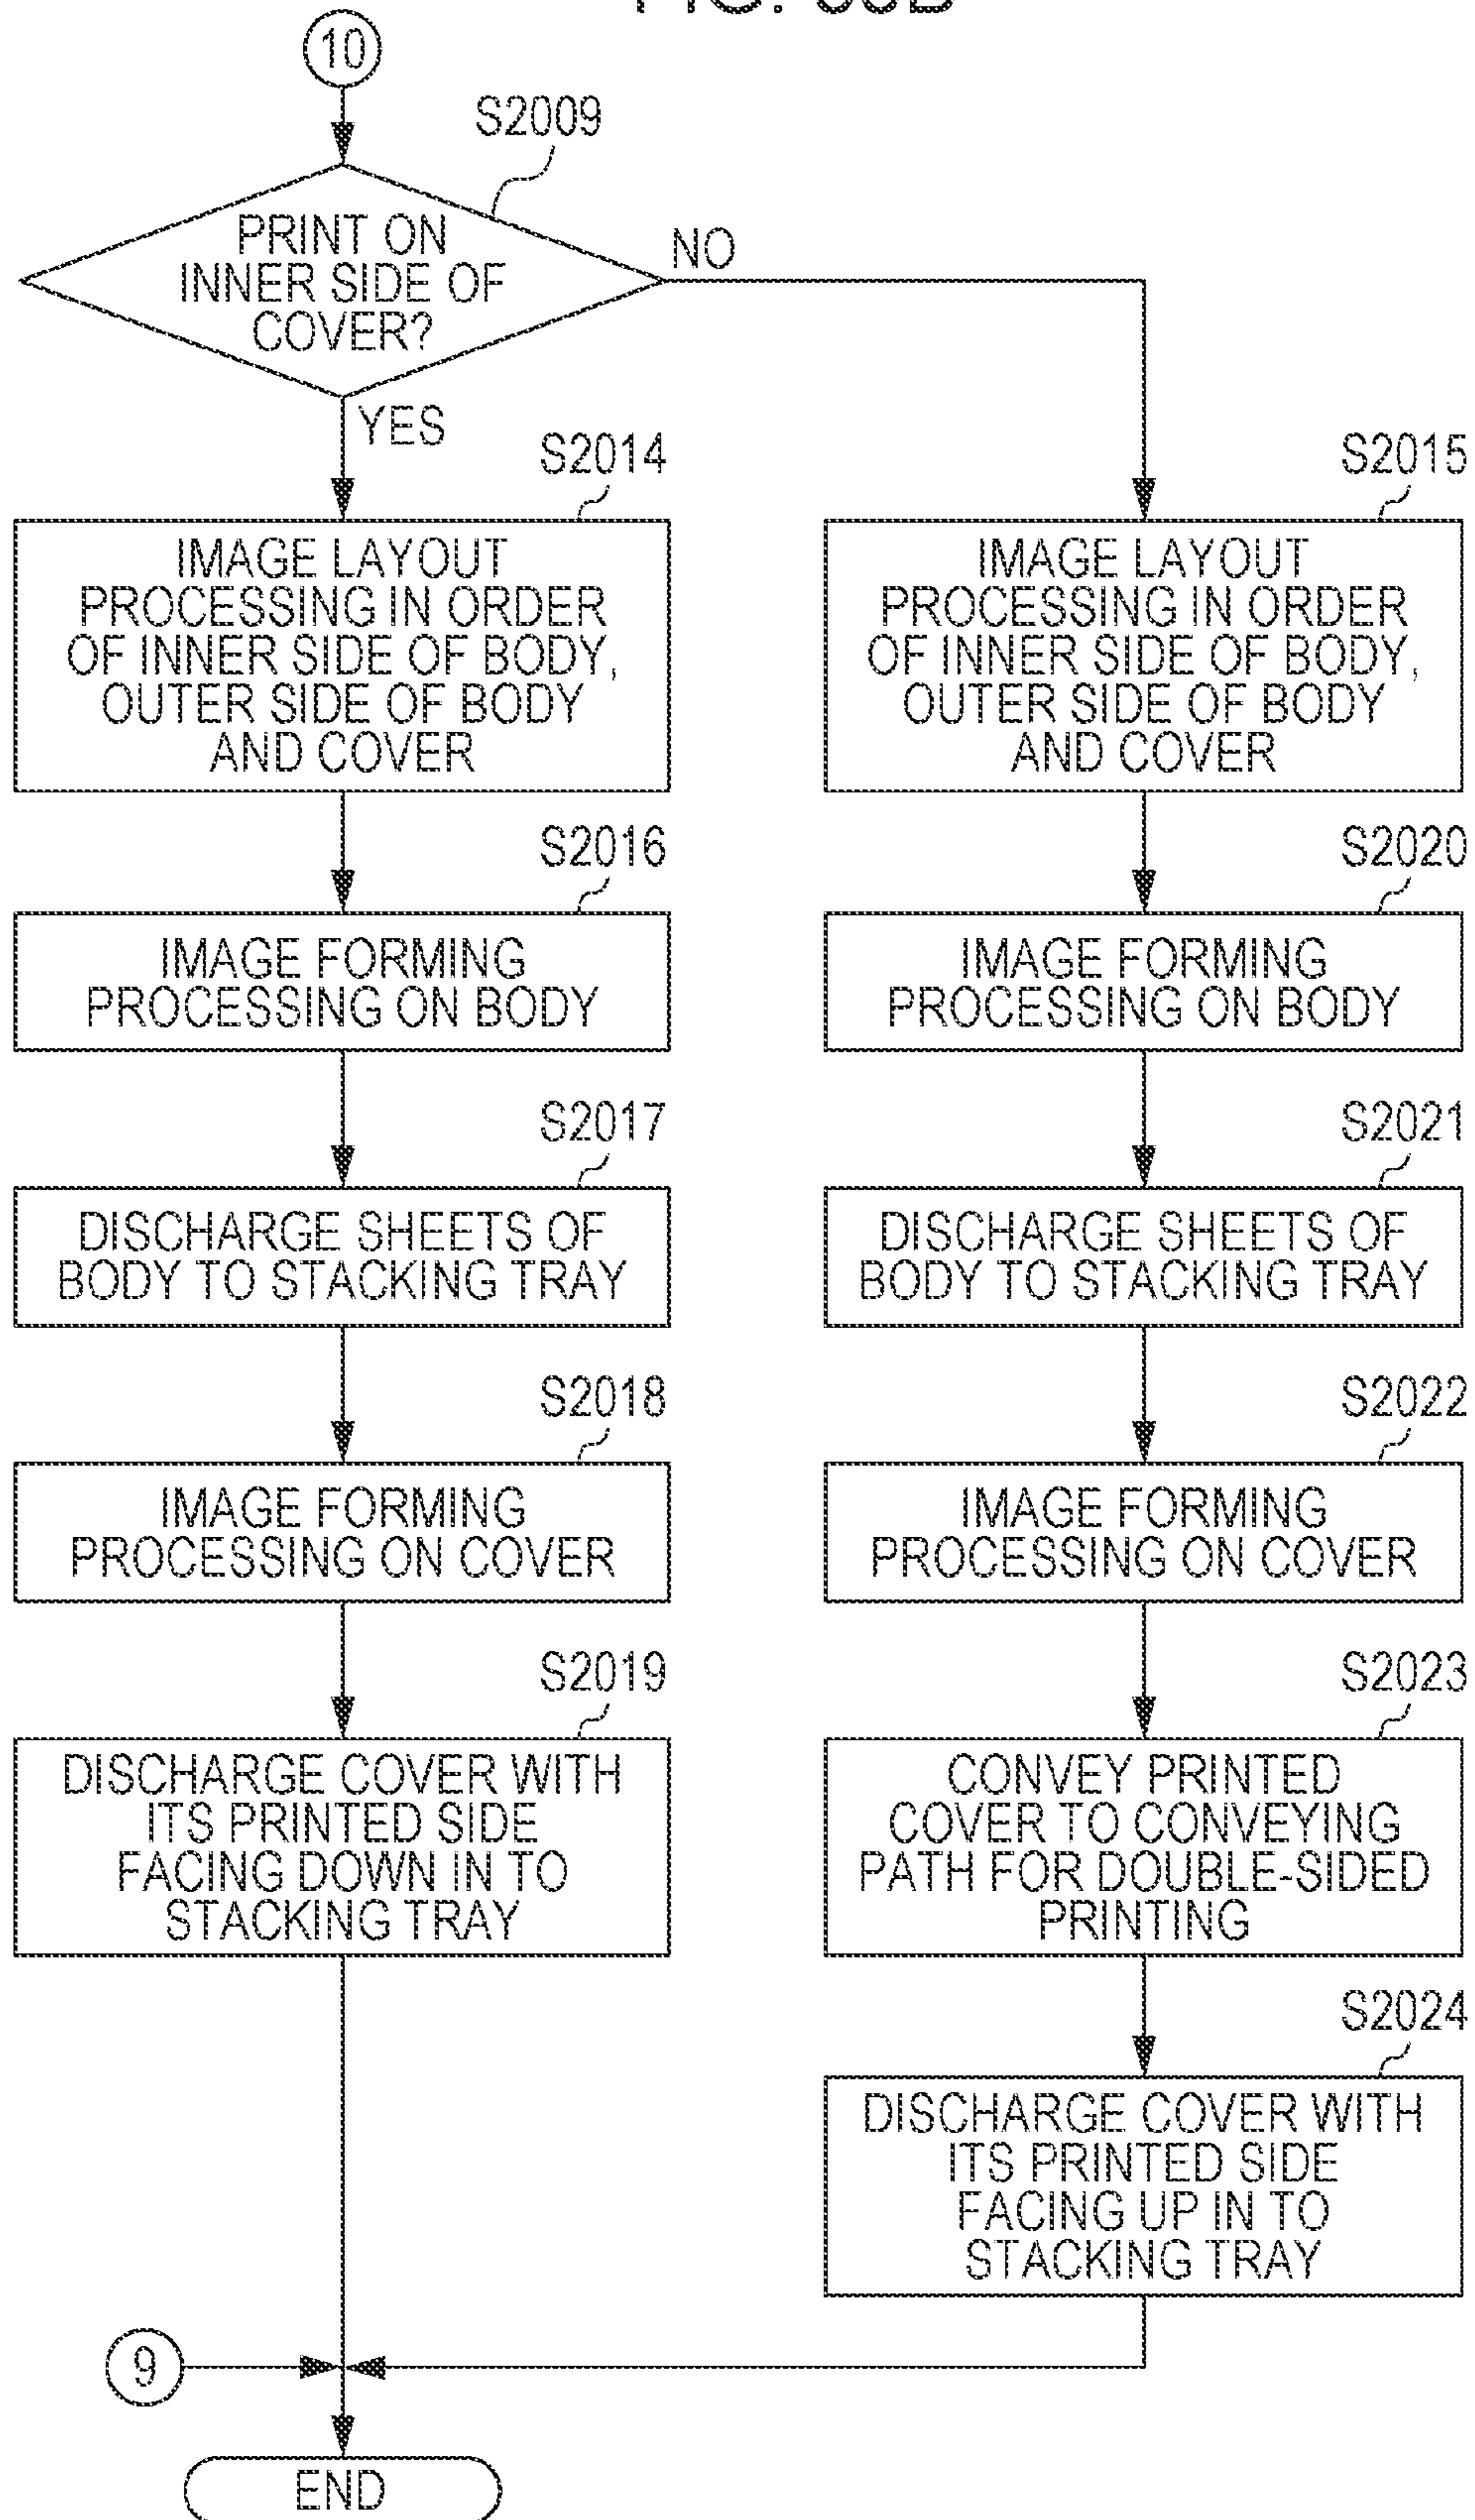 10
S2009
PRINT ON
INNER SIDE OF
COVER?
NO
YES
S2014
IMAGE LAYOUT
PROCESSING IN ORDER
OF INNER SIDE OF BODY,
OUTER SIDE OF BODY
AND COVER
S2015
IMAGE LAYOUT
PROCESSING IN ORDER
OF INNER SIDE OF BODY,
OUTER SIDE OF BODY
AND COVER
S2016
IMAGE FORMING
PROCESSING ON BODY
S2020
IMAGE FORMING
PROCESSING ON BODY
S2017
DISCHARGE SHEETS OF
BODY TO STACKING TRAY
S2021
DISCHARGE SHEETS OF
BODY TO STACKING TRAY
S2018
IMAGE FORMING
PROCESSING ON COVER
S2022
IMAGE FORMING
PROCESSING ON COVER
S2019
DISCHARGE COVER WITH
ITS PRINTED SIDE
FACING DOWN IN TO
STACKING TRAY
S2023
CONVEY PRINTED
COVER TO CONVEYING
PATH FOR DOUBLE-SIDED
PRINTING
S2024
DISCHARGE COVER WITH
ITS PRINTED SIDE
FACING UP IN TO
STACKING TRAY
9
END